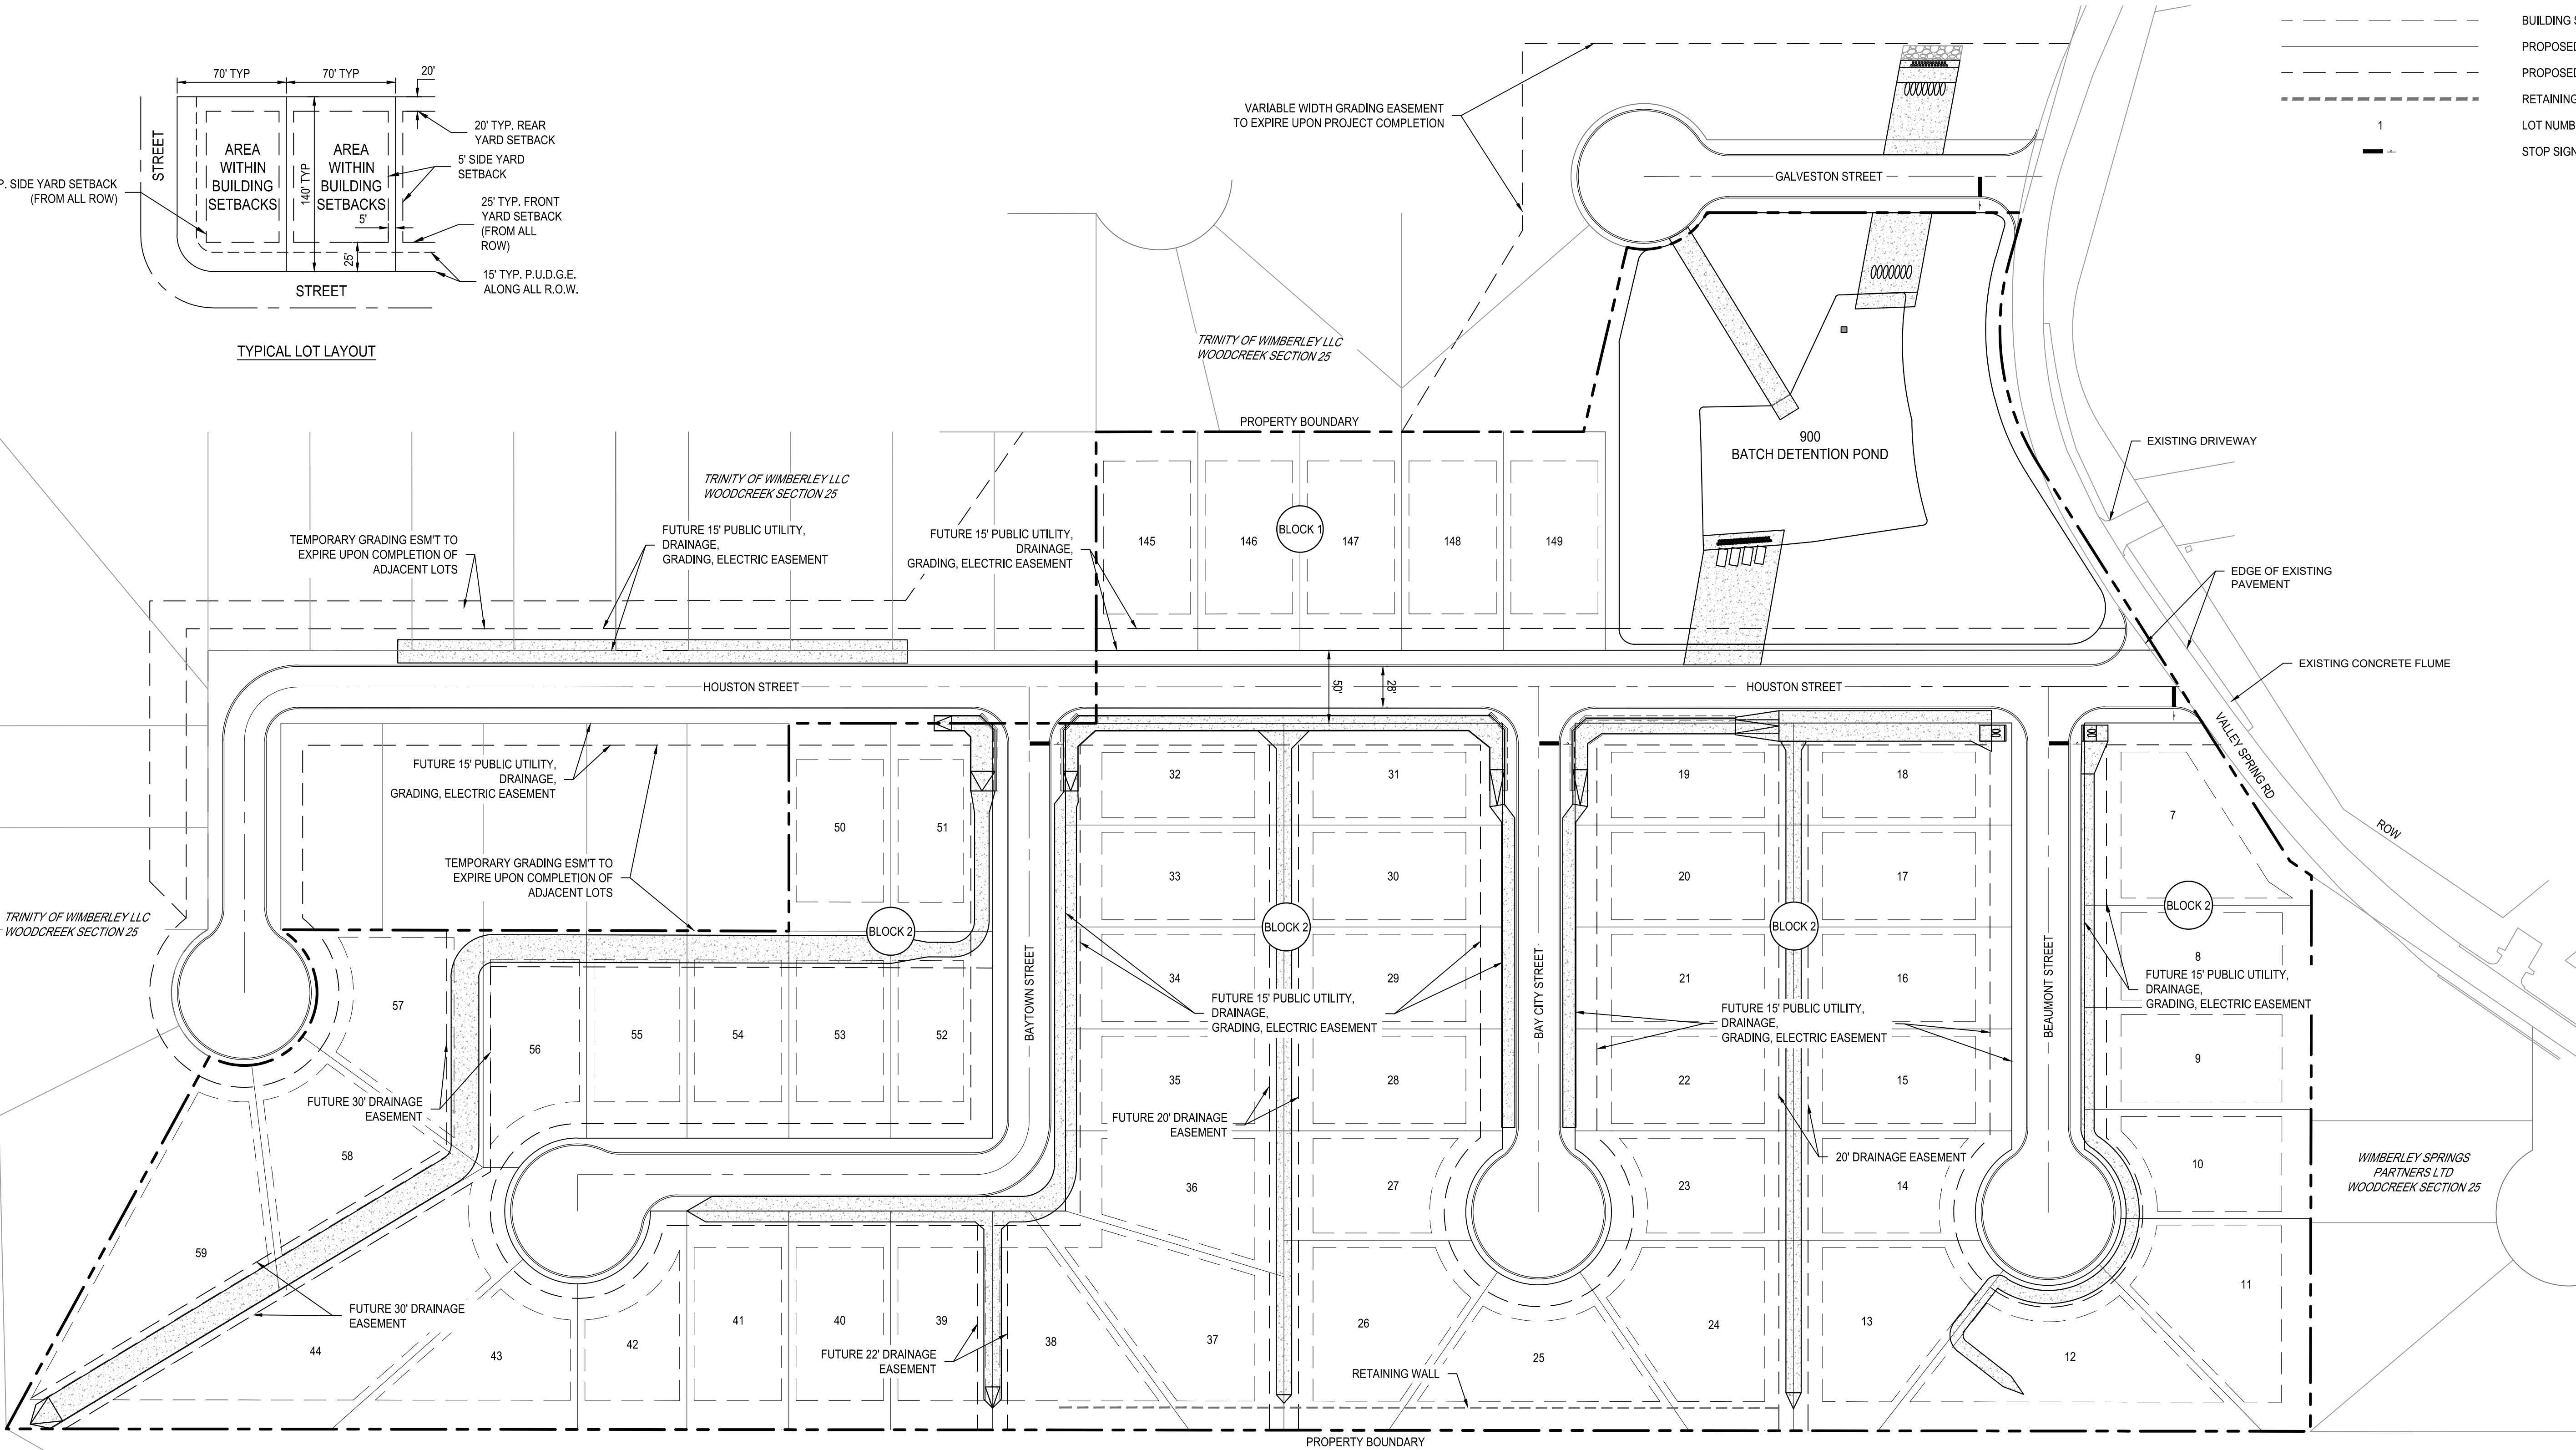 70' TYP
70' TYP
20'
STREET
AREA
WITHIN
BUILDING
SETBACKS
140' TYP
AREA
WITHIN
BUILDING
SETBACKS
5'
25'
20' TYP. REAR
YARD SETBACK
5' SIDE YARD
SETBACK
25' TYP. FRONT
YARD SETBACK
(FROM ALL
ROW)
15' TYP. P.U.D.G.E.
ALONG ALL R.O.W.
P. SIDE YARD SETBACK
(FROM ALL ROW)
STREET
TYPICAL LOT LAYOUT
BUILDING
PROPOSED
PROPOSED
RETAINING
1
LOT NUMB
STOP SIGN
VARIABLE WIDTH GRADING EASEMENT
TO EXPIRE UPON PROJECT COMPLETION
GALVESTON STREET
TRINITY OF WIMBERLEY LLC
WOODCREEK SECTION 25
PROPERTY BOUNDARY
900
BATCH DETENTION POND
EXISTING DRIVEWAY
TRINITY OF WIMBERLEY LLC
WOODCREEK SECTION 25
TEMPORARY GRADING ESM'T TO
EXPIRE UPON COMPLETION OF
ADJACENT LOTS
FUTURE 15' PUBLIC UTILITY,
DRAINAGE,
GRADING, ELECTRIC EASEMENT
FUTURE 15' PUBLIC UTILITY,
DRAINAGE,
GRADING, ELECTRIC EASEMENT
145
146
BLOCK 1
147
148
149
EDGE OF EXISTING
PAVEMENT
EXISTING CONCRETE FLUME
HOUSTON STREET
50'
28'
HOUSTON STREET
VALLEY SPRING RD
ROW
FUTURE 15' PUBLIC UTILITY,
DRAINAGE,
GRADING, ELECTRIC EASEMENT
TEMPORARY GRADING ESM'T TO
EXPIRE UPON COMPLETION OF
ADJACENT LOTS
50
51
32
31
19
18
7
33
30
20
17
TRINITY OF WIMBERLEY LLC
WOODCREEK SECTION 25
BLOCK 2
BLOCK 2
BLOCK 2
BLOCK 2
BAYTOWN STREET
BAY CITY STREET
BEAUMONT STREET
34
29
21
16
8
FUTURE 15' PUBLIC UTILITY,
DRAINAGE,
GRADING, ELECTRIC EASEMENT
FUTURE 15' PUBLIC UTILITY,
DRAINAGE,
GRADING, ELECTRIC EASEMENT
FUTURE 15' PUBLIC UTILITY,
DRAINAGE,
GRADING, ELECTRIC EASEMENT
57
56
55
54
53
52
35
28
22
15
9
FUTURE 30' DRAINAGE
EASEMENT
FUTURE 20' DRAINAGE
EASEMENT
20' DRAINAGE EASEMENT
58
36
27
23
14
10
WIMBERLEY SPRINGS
PARTNERS LTD
WOODCREEK SECTION 25
59
11
FUTURE 30' DRAINAGE
EASEMENT
44
43
42
41
40
39
38
37
26
25
24
13
12
FUTURE 22' DRAINAGE
EASEMENT
RETAINING WALL
PROPERTY BOUNDARY